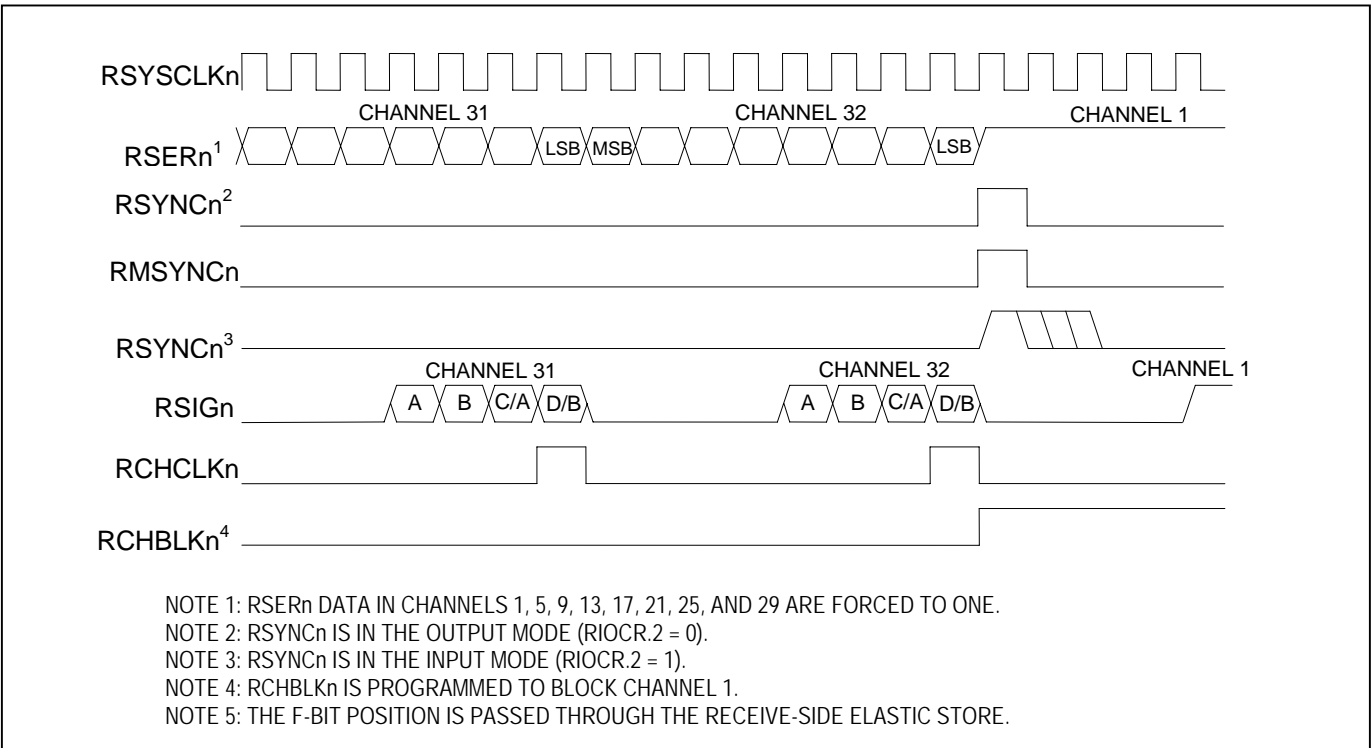 RSYSCLKn
CHANNEL 31 CHANNEL 32 CHANNEL 1
RSERn1 LSB MSB LSB
RSYNCn2
RMSYNCn
RSYNCn3
CHANNEL 31 CHANNEL 32 CHANNEL 1
RSIGn A B C/A D/B A B C/A D/B
RCHCLKn
RCHBLKn4
NOTE 1: RSERn DATA IN CHANNELS 1, 5, 9, 13, 17, 21, 25, AND 29 ARE FORCED TO ONE.
NOTE 2: RSYNCn IS IN THE OUTPUT MODE (RIOCR.2 = 0).
NOTE 3: RSYNCn IS IN THE INPUT MODE (RIOCR.2 = 1).
NOTE 4: RCHBLKn IS PROGRAMMED TO BLOCK CHANNEL 1.
NOTE 5: THE F-BIT POSITION IS PASSED THROUGH THE RECEIVE-SIDE ELASTIC STORE.